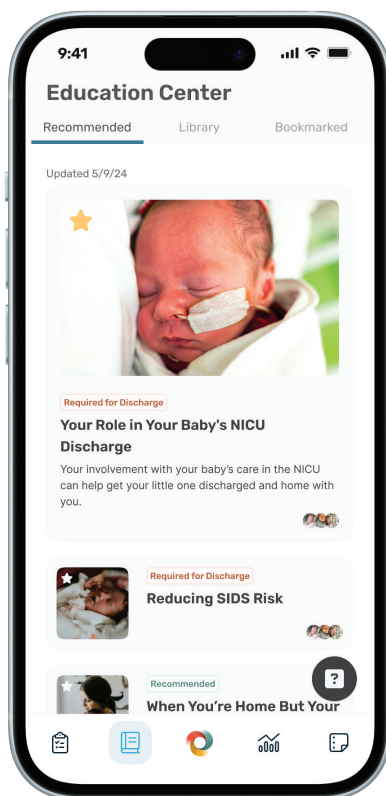 9:41
Education Center
Recommended Library Bookmarked
Updated 5/9/24
Required for Discharge
Your Role in Your Baby's NICU
Discharge
Your involvement with your baby's care in the NICU
can help get your little one discharged and home with
you.
Required for Discharge
Reducing SIDS Risk
?
Recommended
When You’re Home But Your